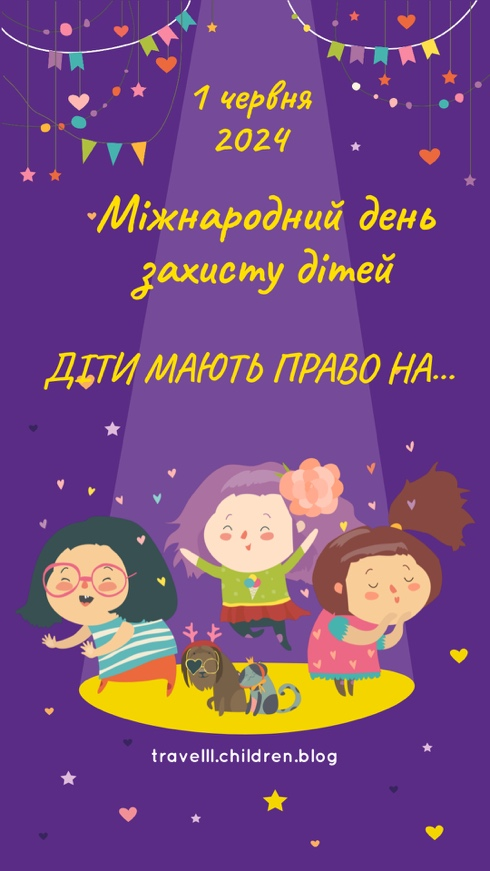 1 червня
2024
Міжнародний день
захисту дітей
ДІТИ МАЮТЬ ПРАВО НА...
travelll.children.blog